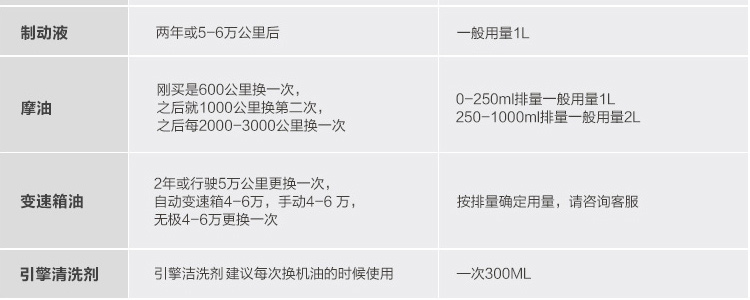 制动液
两年或5-6万公里后
一般用量1L
摩油
刚买是600公里换一次，
之后就1000公里换第二次，
之后每2000-3000公里换一次
0-250ml排量一般用量1L
250-1000ml排量一般用量2L
变速箱油
2年或行驶5万公里更换一次，
自动变速箱4-6万，手动4-6 万，
无极4-6万更换一次
按排量确定用量，请咨询客服
引擎清洗剂
引擎洁洗剂 建议每次换机油的时候使用
一次300ML